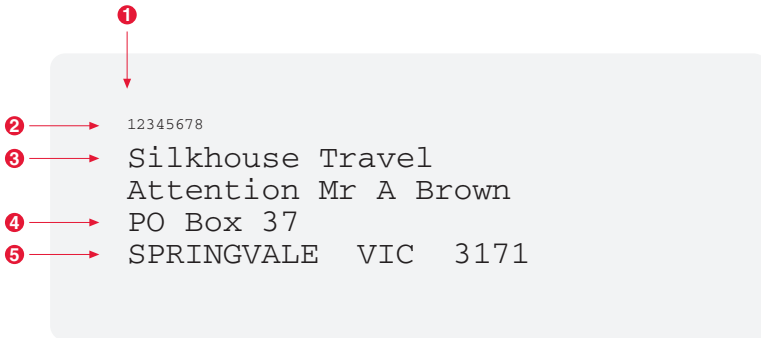 1
2 12345678
3 Silkhouse Travel
Attention Mr A Brown
4 PO Box 37
5 SPRINGVALE VIC 3171